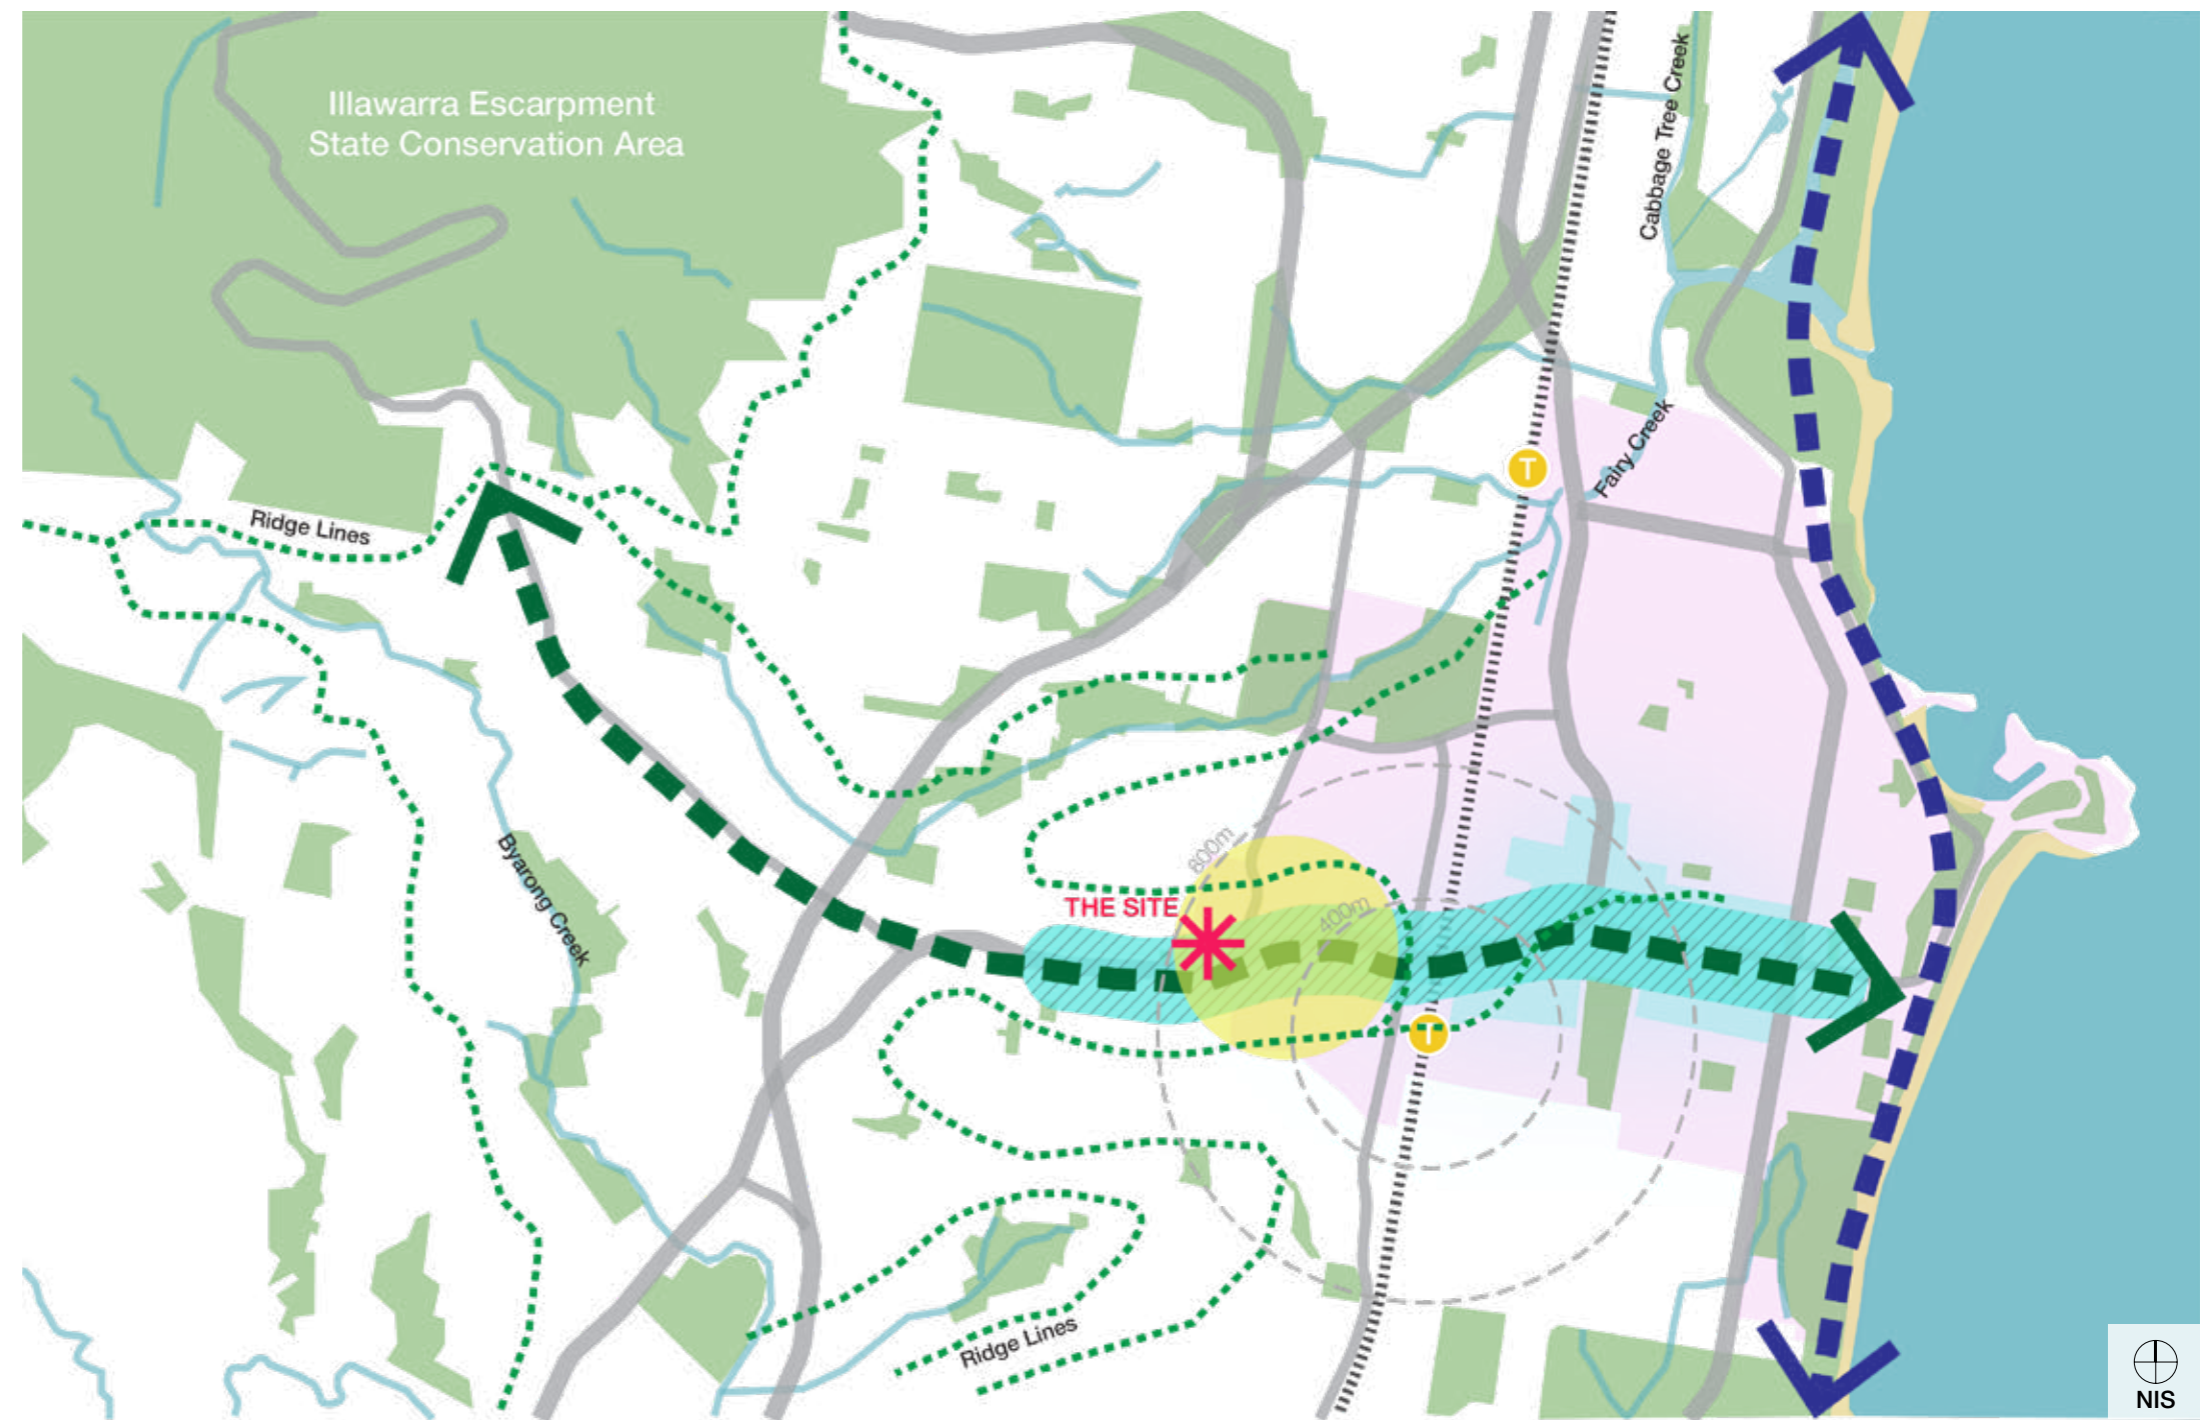 Illawarra Escarpment
State Conservation Area
Cabbage Tree Creek
Fairy Creek
T
Ridge Lines
Byarong Creek
800m
THE SITE
400m
T
Ridge Lines
NIS